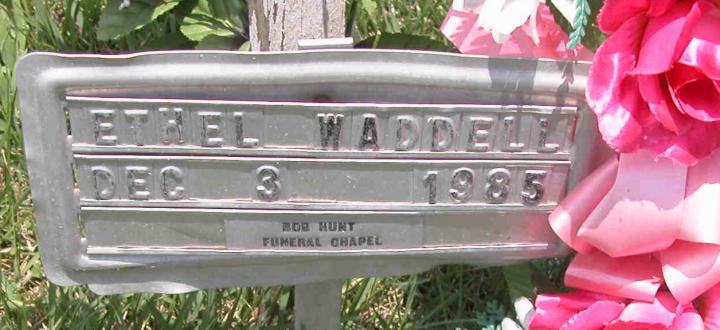 ETHEL WADDELL
DEC 3 1985
BOB HUNT
FUNERAL CHAPEL